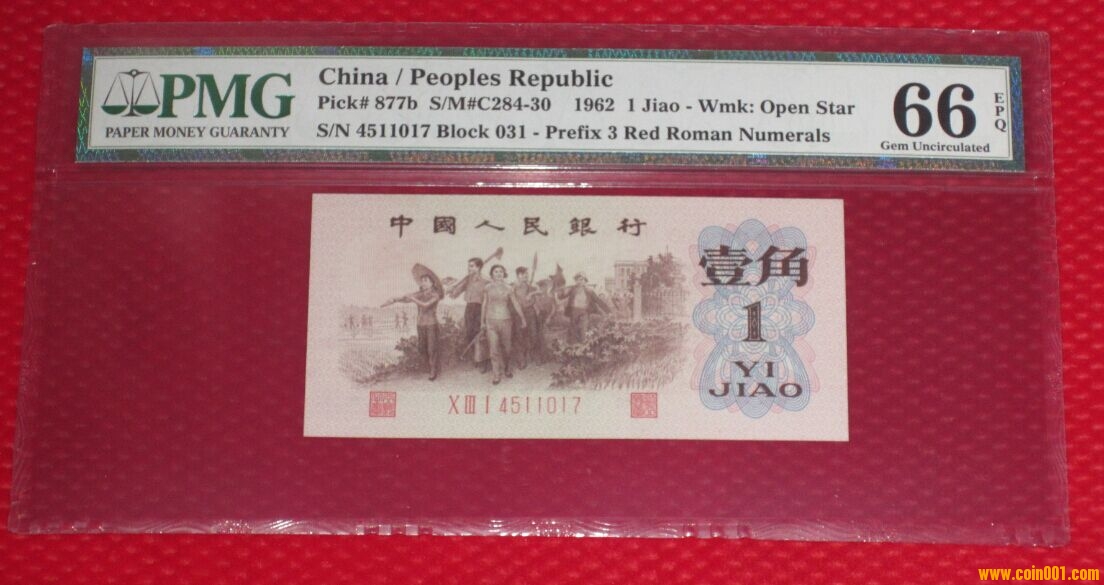 PMG
PAPER MONEY GUARANTY
China / Peoples Republic
Pick# 877b S/M#C284-30 1962 1 Jiao - Wmk: Open Star
S/N 4511017 Block 031 - Prefix 3 Red Roman Numerals
66
EPQ
Gem Uncirculated
中國人民銀行
壹角
1
YI
JIAO
X III I 4511017
www.coin001.com